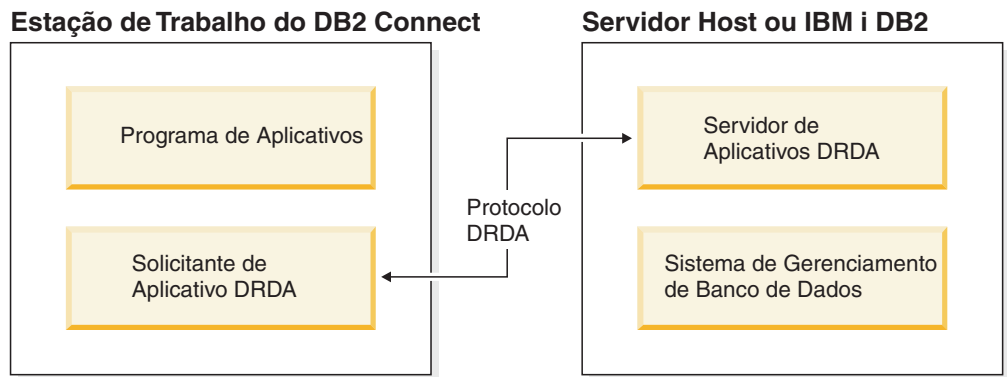 Estação de Trabalho do DB2 Connect
Servidor Host ou IBM i DB2
Programa de Aplicativos
Servidor de
Aplicativos DRDA
Protocolo
DRDA
Solicitante de
Aplicativo DRDA
Sistema de Gerenciamento
de Banco de Dados